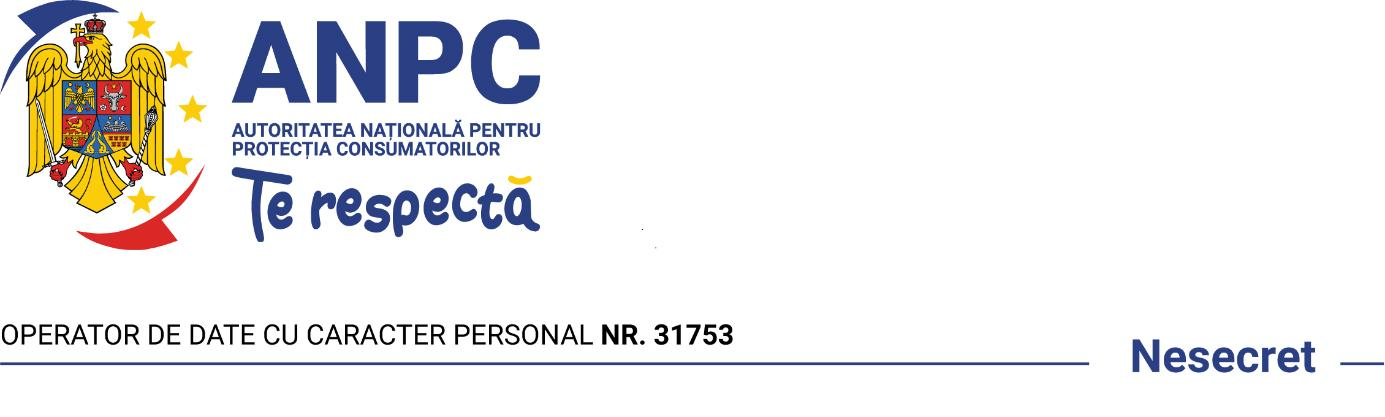 ANPC
AUTORITATEA NAȚIONALĂ PENTRU
PROTECȚIA CONSUMATORILOR
Te respectă
OPERATOR DE DATE CU CARACTER PERSONAL NR. 31753
Nesecret